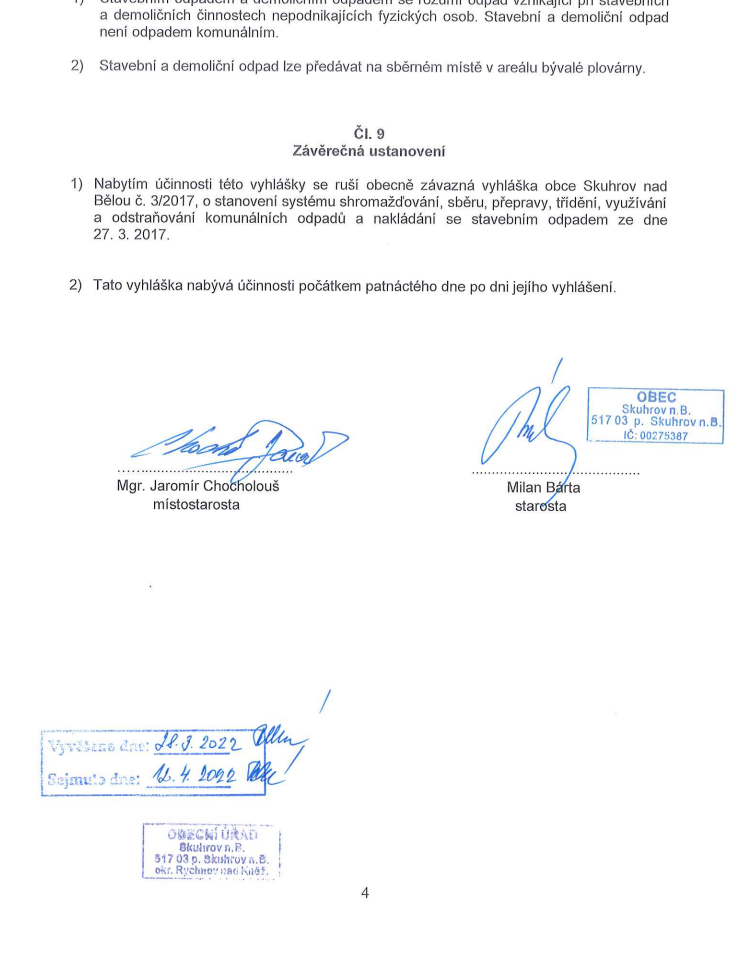 1) Stavebním odpadem a demoličním odpadem se rozumí odpad vznikající při stavebních
a demoličních činnostech nepodnikajících fyzických osob. Stavební a demoliční odpad
není odpadem komunálním.
2) Stavební a demoliční odpad lze předávat na sběrném místě v areálu bývalé plovárny.
Čl. 9
Závěrečná ustanovení
1) Nabytím účinnosti této vyhlášky se ruší obecně závazná vyhláška obce Skuhrov nad
Bělou č. 3/2017, o stanovení systému shromažďování, sběru, přepravy, třídění, využívání
a odstraňování komunálních odpadů a nakládání se stavebním odpadem ze dne
27. 3. 2017.
2) Tato vyhláška nabývá účinnosti počátkem patnáctého dne po dni jejího vyhlášení.
OBEC
Skuhrov n.B.
517 03 p. Skuhrov n.B.
IČ: 00275387
Mgr. Jaromír Chocholouš
místostarosta
Milan Bárta
starosta
Vyvěšeno dne: 28.3.2022
Sejmuto dne: 12.4.2022
OBECNÍ ÚŘAD
Skuhrov n.B.
517 03 p. Skuhrov n.B.
okr. Rychnov nad Kněž.
4